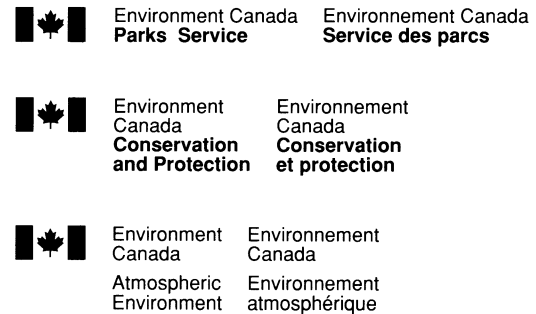 Environment Canada Environnement Canada
Parks Service Service des parcs
Environment Environnement
Canada Canada
Conservation Conservation
and Protection et protection
Environment Environnement
Canada Canada
Atmospheric Environnement
Environment atmosphérique